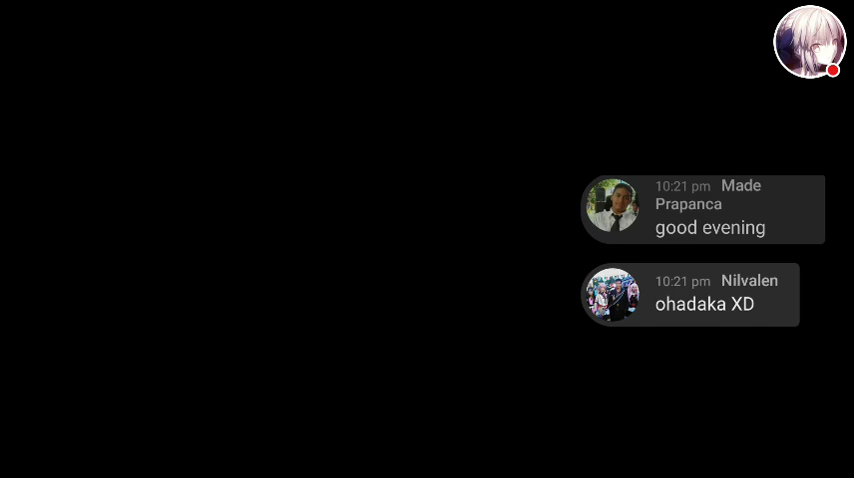 10:21 pm Made
Prapanca
good evening
10:21 pm Nilvalen
ohadaka XD